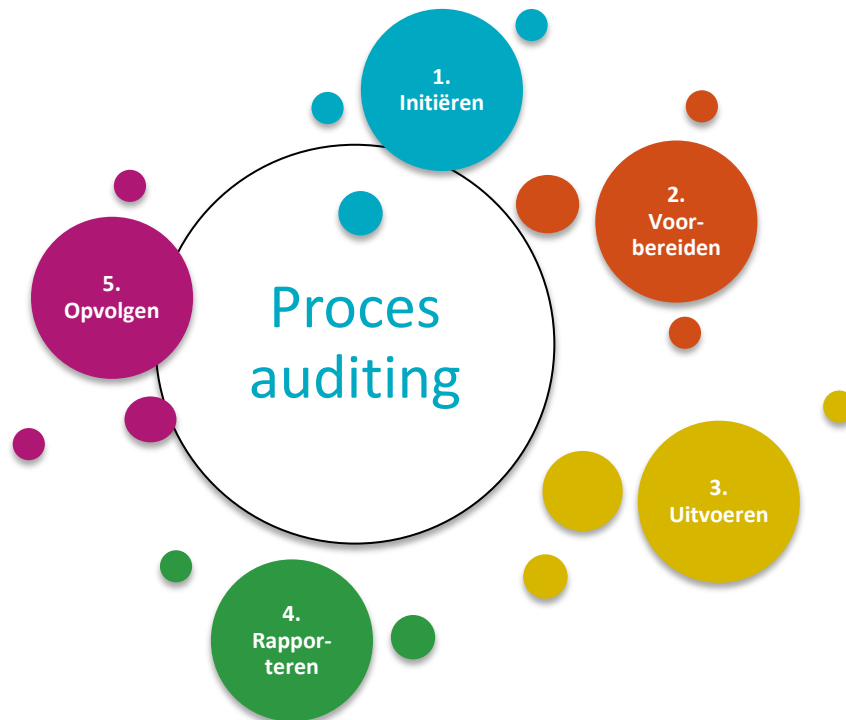 Proces
auditing
1.
Initiëren
2.
Voor-
bereiden
3.
Uitvoeren
4.
Rappor-
teren
5.
Opvolgen